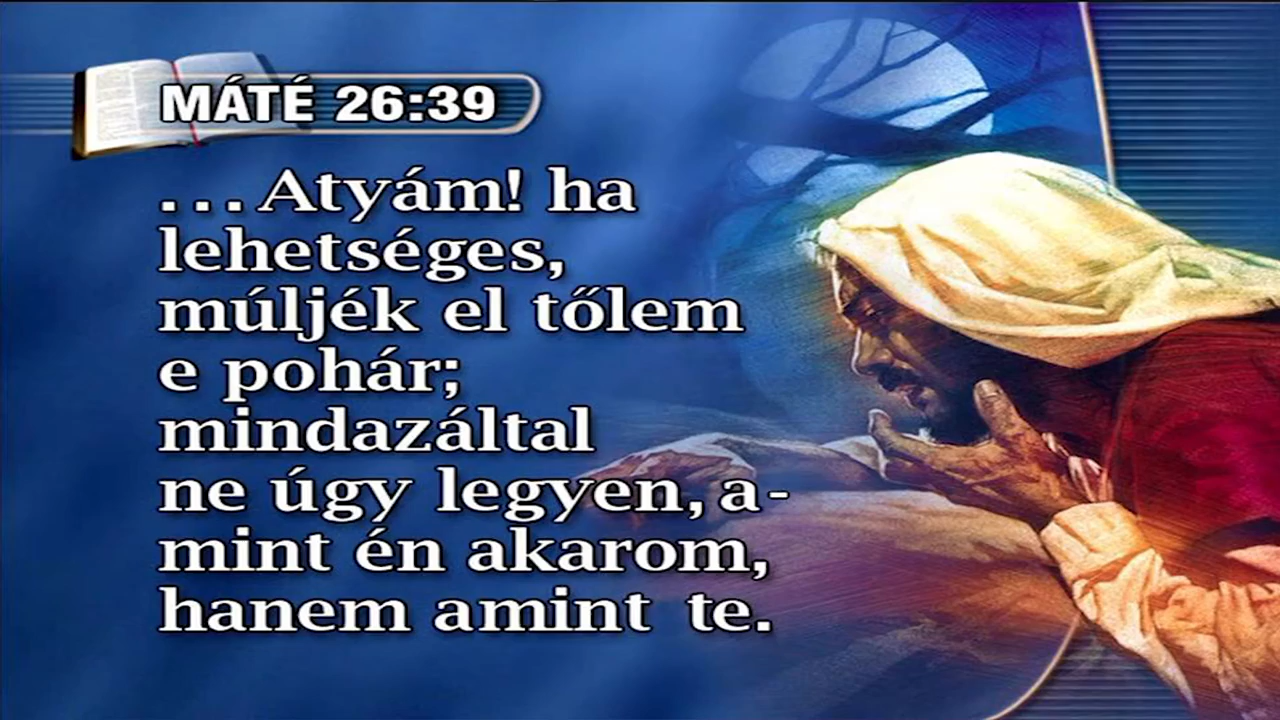 MÁTÉ 26:39
...Atyám! ha
lehetséges,
múljék el tőlem
e pohár;
mindazáltal
ne úgy legyen, a-
mint én akarom,
hanem amint te.